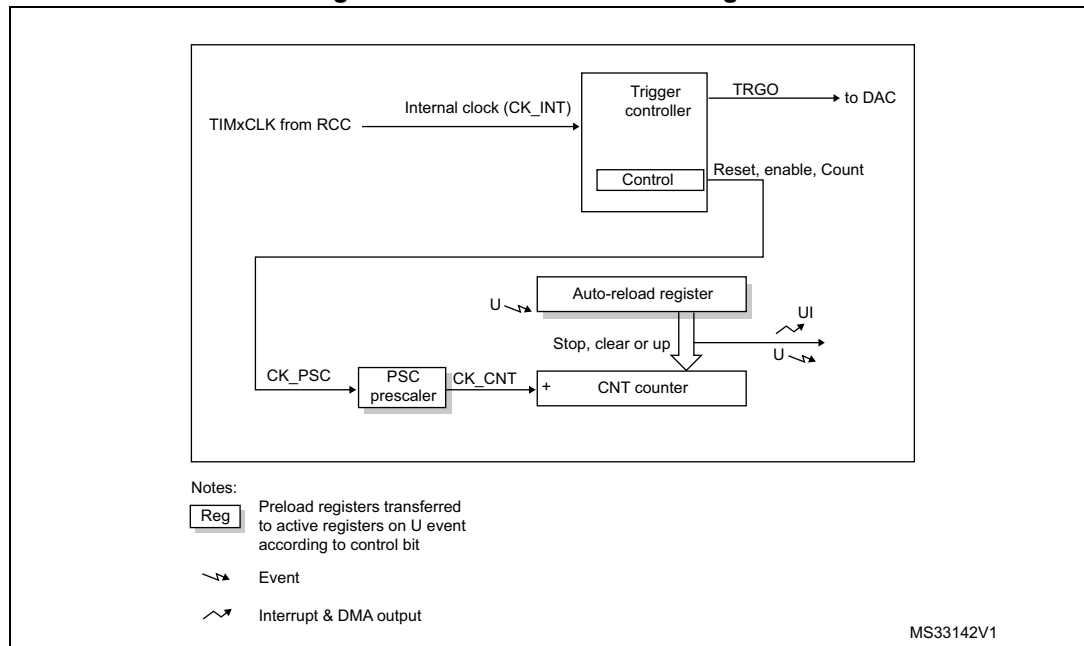 Trigger
controller
TRGO
to DAC
Internal clock (CK_INT)
TIMxCLK from RCC
Control
Reset, enable, Count
U
Auto-reload register
UI
Stop, clear or up
U
CK_PSC
PSC
prescaler
CK_CNT
+
CNT counter
Notes:
Reg
Preload registers transferred
to active registers on U event
according to control bit
Event
Interrupt & DMA output
MS33142V1